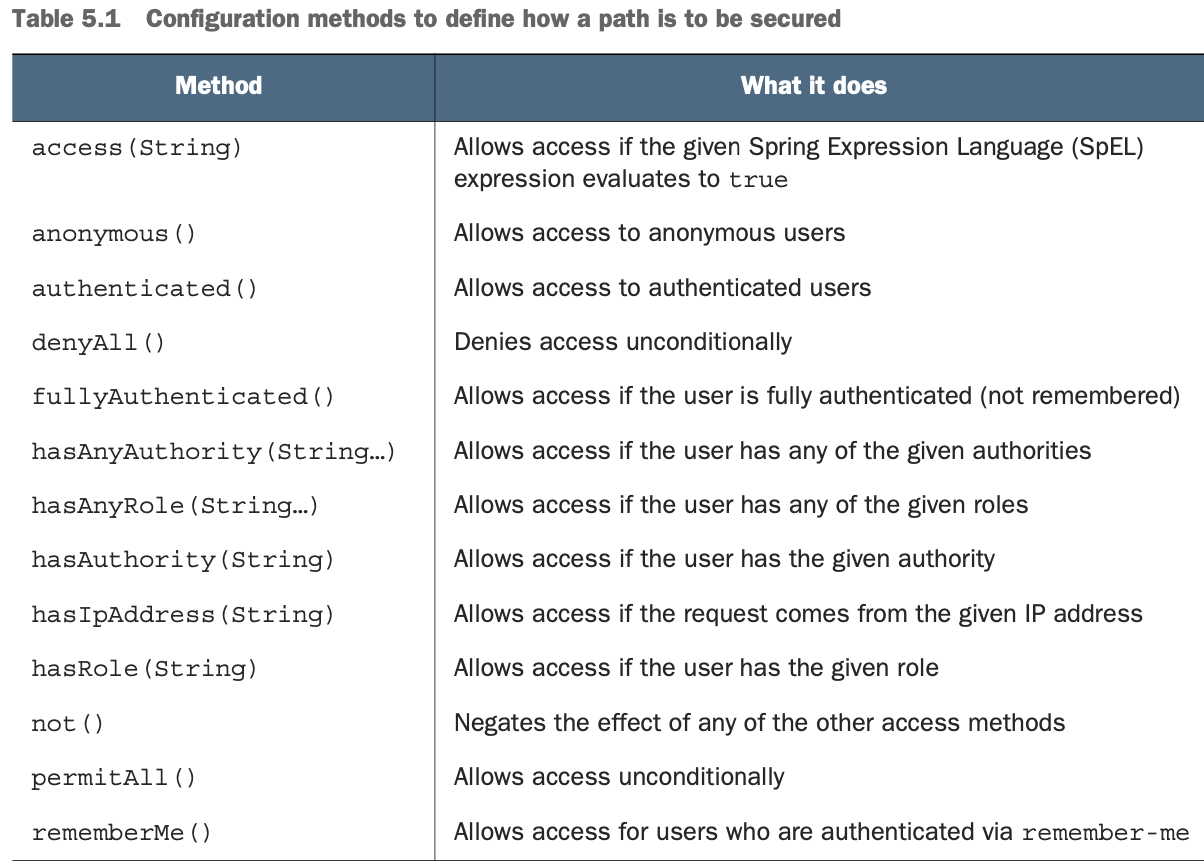 Table 5.1 Configuration methods to define how a path is to be secured
Method What it does
access(String) Allows access if the given Spring Expression Language (SpEL)
expression evaluates to true
anonymous() Allows access to anonymous users
authenticated() Allows access to authenticated users
denyAll() Denies access unconditionally
fullyAuthenticated() Allows access if the user is fully authenticated (not remembered)
hasAnyAuthority(String…) Allows access if the user has any of the given authorities
hasAnyRole(String…) Allows access if the user has any of the given roles
hasAuthority(String) Allows access if the user has the given authority
hasIpAddress(String) Allows access if the request comes from the given IP address
hasRole(String) Allows access if the user has the given role
not() Negates the effect of any of the other access methods
permitAll() Allows access unconditionally
rememberMe() Allows access for users who are authenticated via remember-me